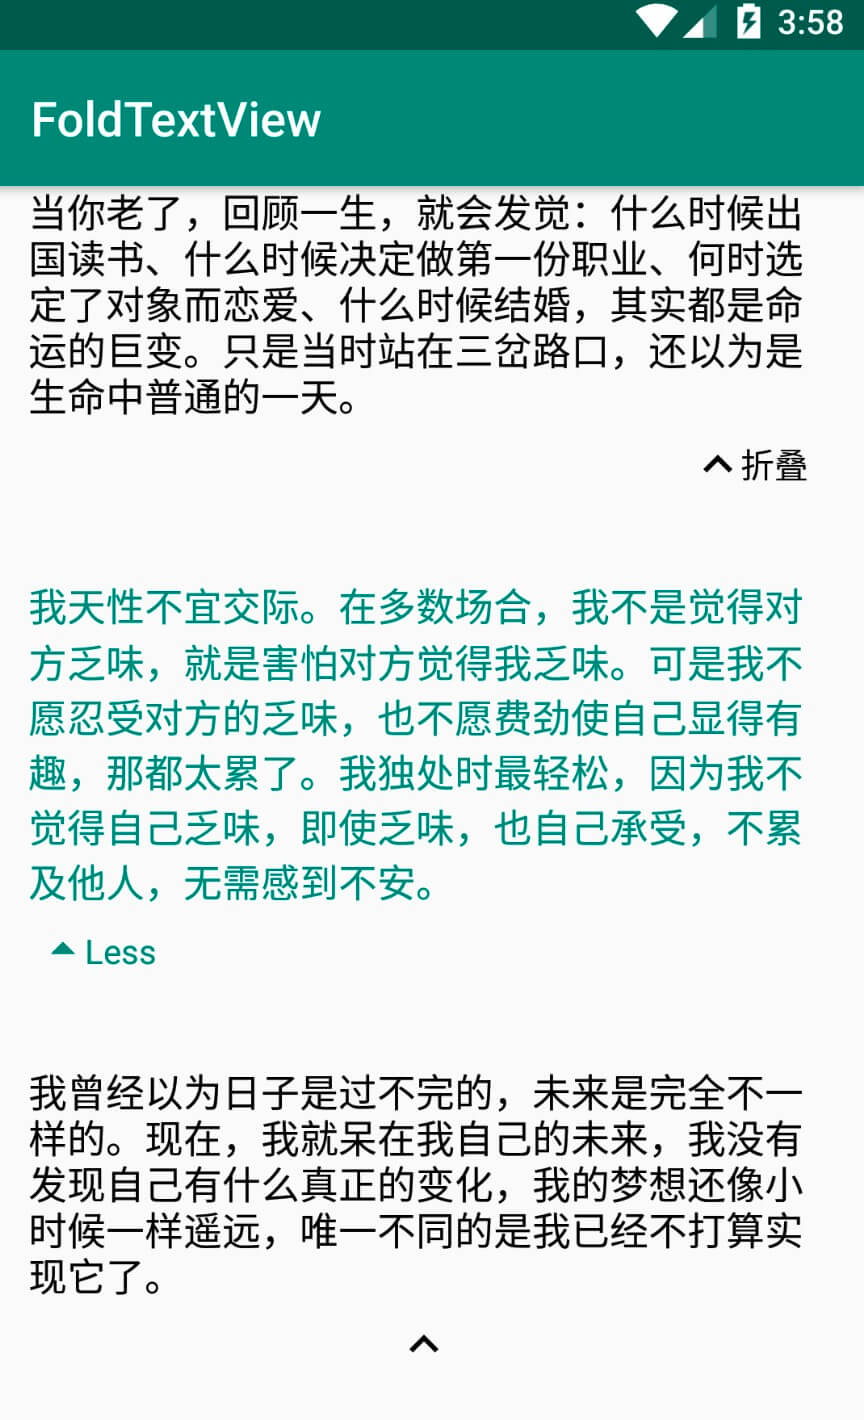 3:58
FoldTextView
当你老了，回顾一生，就会发觉：什么时候出
国读书、什么时候决定做第一份职业、何时选
定了对象而恋爱、什么时候结婚，其实都是命
运的巨变。只是当时站在三岔路口，还以为是
生命中普通的一天。
折叠
我天性不宜交际。在多数场合，我不是觉得对
方乏味，就是害怕对方觉得我乏味。可是我不
愿忍受对方的乏味，也不愿费劲使自己显得有
趣，那都太累了。我独处时最轻松，因为我不
觉得自己乏味，即使乏味，也自己承受，不累
及他人，无需感到不安。
Less
我曾经以为日子是过不完的，未来是完全不一
样的。现在，我就呆在我自己的未来，我没有
发现自己有什么真正的变化，我的梦想还像小
时候一样遥远，唯一不同的是我已经不打算实
现它了。